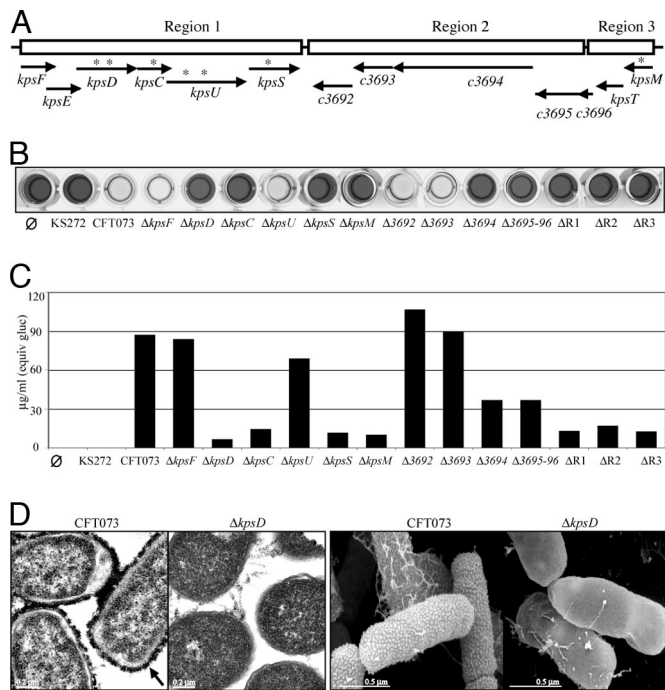 A
Region 1 Region 2 Region 3
* * * * * * *
kpsF kpsD kpsC kpsS c3693 c3694 kpsM
kpsE kpsU c3692 c3695 c3696 kpsT
B
Ø KS272 CFT073 ΔkpsF ΔkpsD ΔkpsC ΔkpsU ΔkpsS ΔkpsM Δ3692 Δ3693 Δ3694 Δ3695-96 ΔR1 ΔR2 ΔR3
C
120
90
60
30
0
µg/ml (equiv gluc)
Ø KS272 CFT073 ΔkpsF ΔkpsD ΔkpsC ΔkpsU ΔkpsS ΔkpsM Δ3692 Δ3693 Δ3694 Δ3695-96 ΔR1 ΔR2 ΔR3
D
CFT073 ΔkpsD CFT073 ΔkpsD
0.2 µm 0.2 µm 0.5 µm 0.5 µm